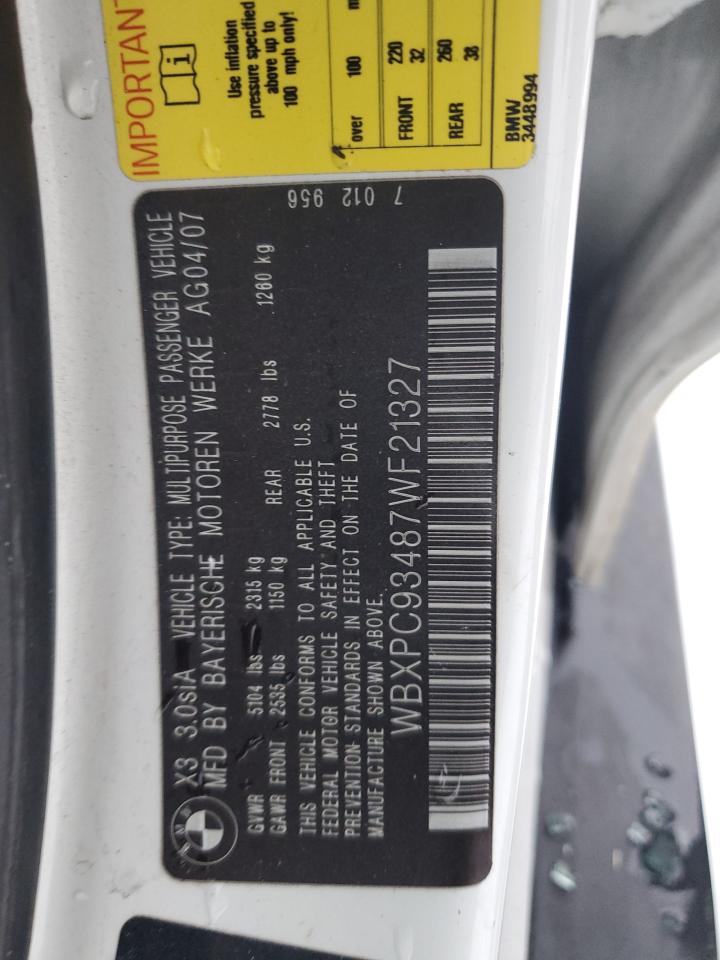 X3 3.0siA VEHICLE TYPE: MULTIPURPOSE PASSENGER VEHICLE
MFD BY BAYERISCHE MOTOREN WERKE AG04/07
GVWR 5104 lbs 2315 kg
GAWR FRONT 2535 lbs 1150 kg REAR 2778 lbs 1260 kg
THIS VEHICLE CONFORMS TO ALL APPLICABLE U.S.
FEDERAL MOTOR VEHICLE SAFETY AND THEFT
PREVENTION STANDARDS IN EFFECT ON THE DATE OF
MANUFACTURE SHOWN ABOVE.
WBXPC93487WF21327
7 012 956
IMPORTANT
i
Use inflation
pressure specified
above up to
100 mph only!
over 100
FRONT 220
32
REAR 260
38
BMW
3448994